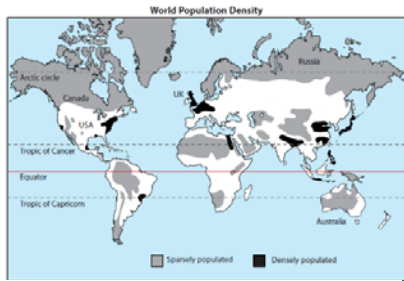 World Population Density
Russia
Arctic circle
Canada
UK
USA
Tropic of Cancer
Equator
Tropic of Capricorn
Australia
Sparsely populated
Densely populated